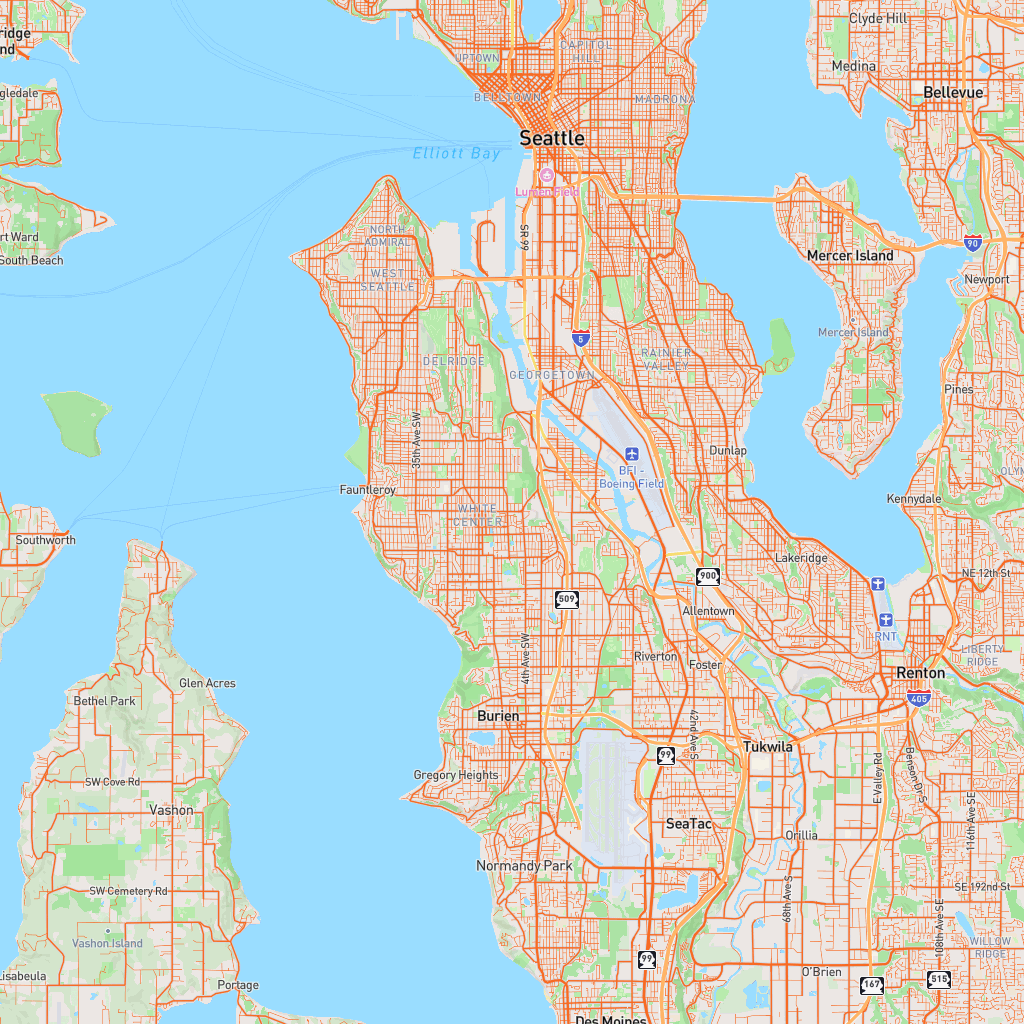 Clyde Hill
ridge
nd
UPTOWN
CAPITOL
HILL
Medina
gledale
BELLTOWN
MADRONA
Bellevue
Seattle
Elliott Bay
Lumen Field
rt Ward
South Beach
NORTH
ADMIRAL
SR 99
90
Mercer Island
WEST
SEATTLE
Newport
5
Mercer Island
DELRIDGE
RAINIER
VALLEY
GEORGETOWN
Pines
35th Ave SW
Dunlap
BFI -
Boeing Field
OLYM
Fauntleroy
Kennydale
WHITE
CENTER
Southworth
Lakeridge
NE 12th St
900
509
Allentown
RNT
4th Ave SW
Riverton
Foster
LIBERTY
RIDGE
Renton
Glen Acres
Bethel Park
405
Burien
42nd Ave S
Tukwila
99
Gregory Heights
SW Cove Rd
E Valley Rd
Benson Dr S
Vashon
SeaTac
116th Ave SE
Orillia
Normandy Park
SW Cemetery Rd
SE 192nd St
68th Ave S
108th Ave SE
Vashon Island
WILLOW
RIDGE
99
lisabeula
O'Brien
Portage
167
515
Des Moines